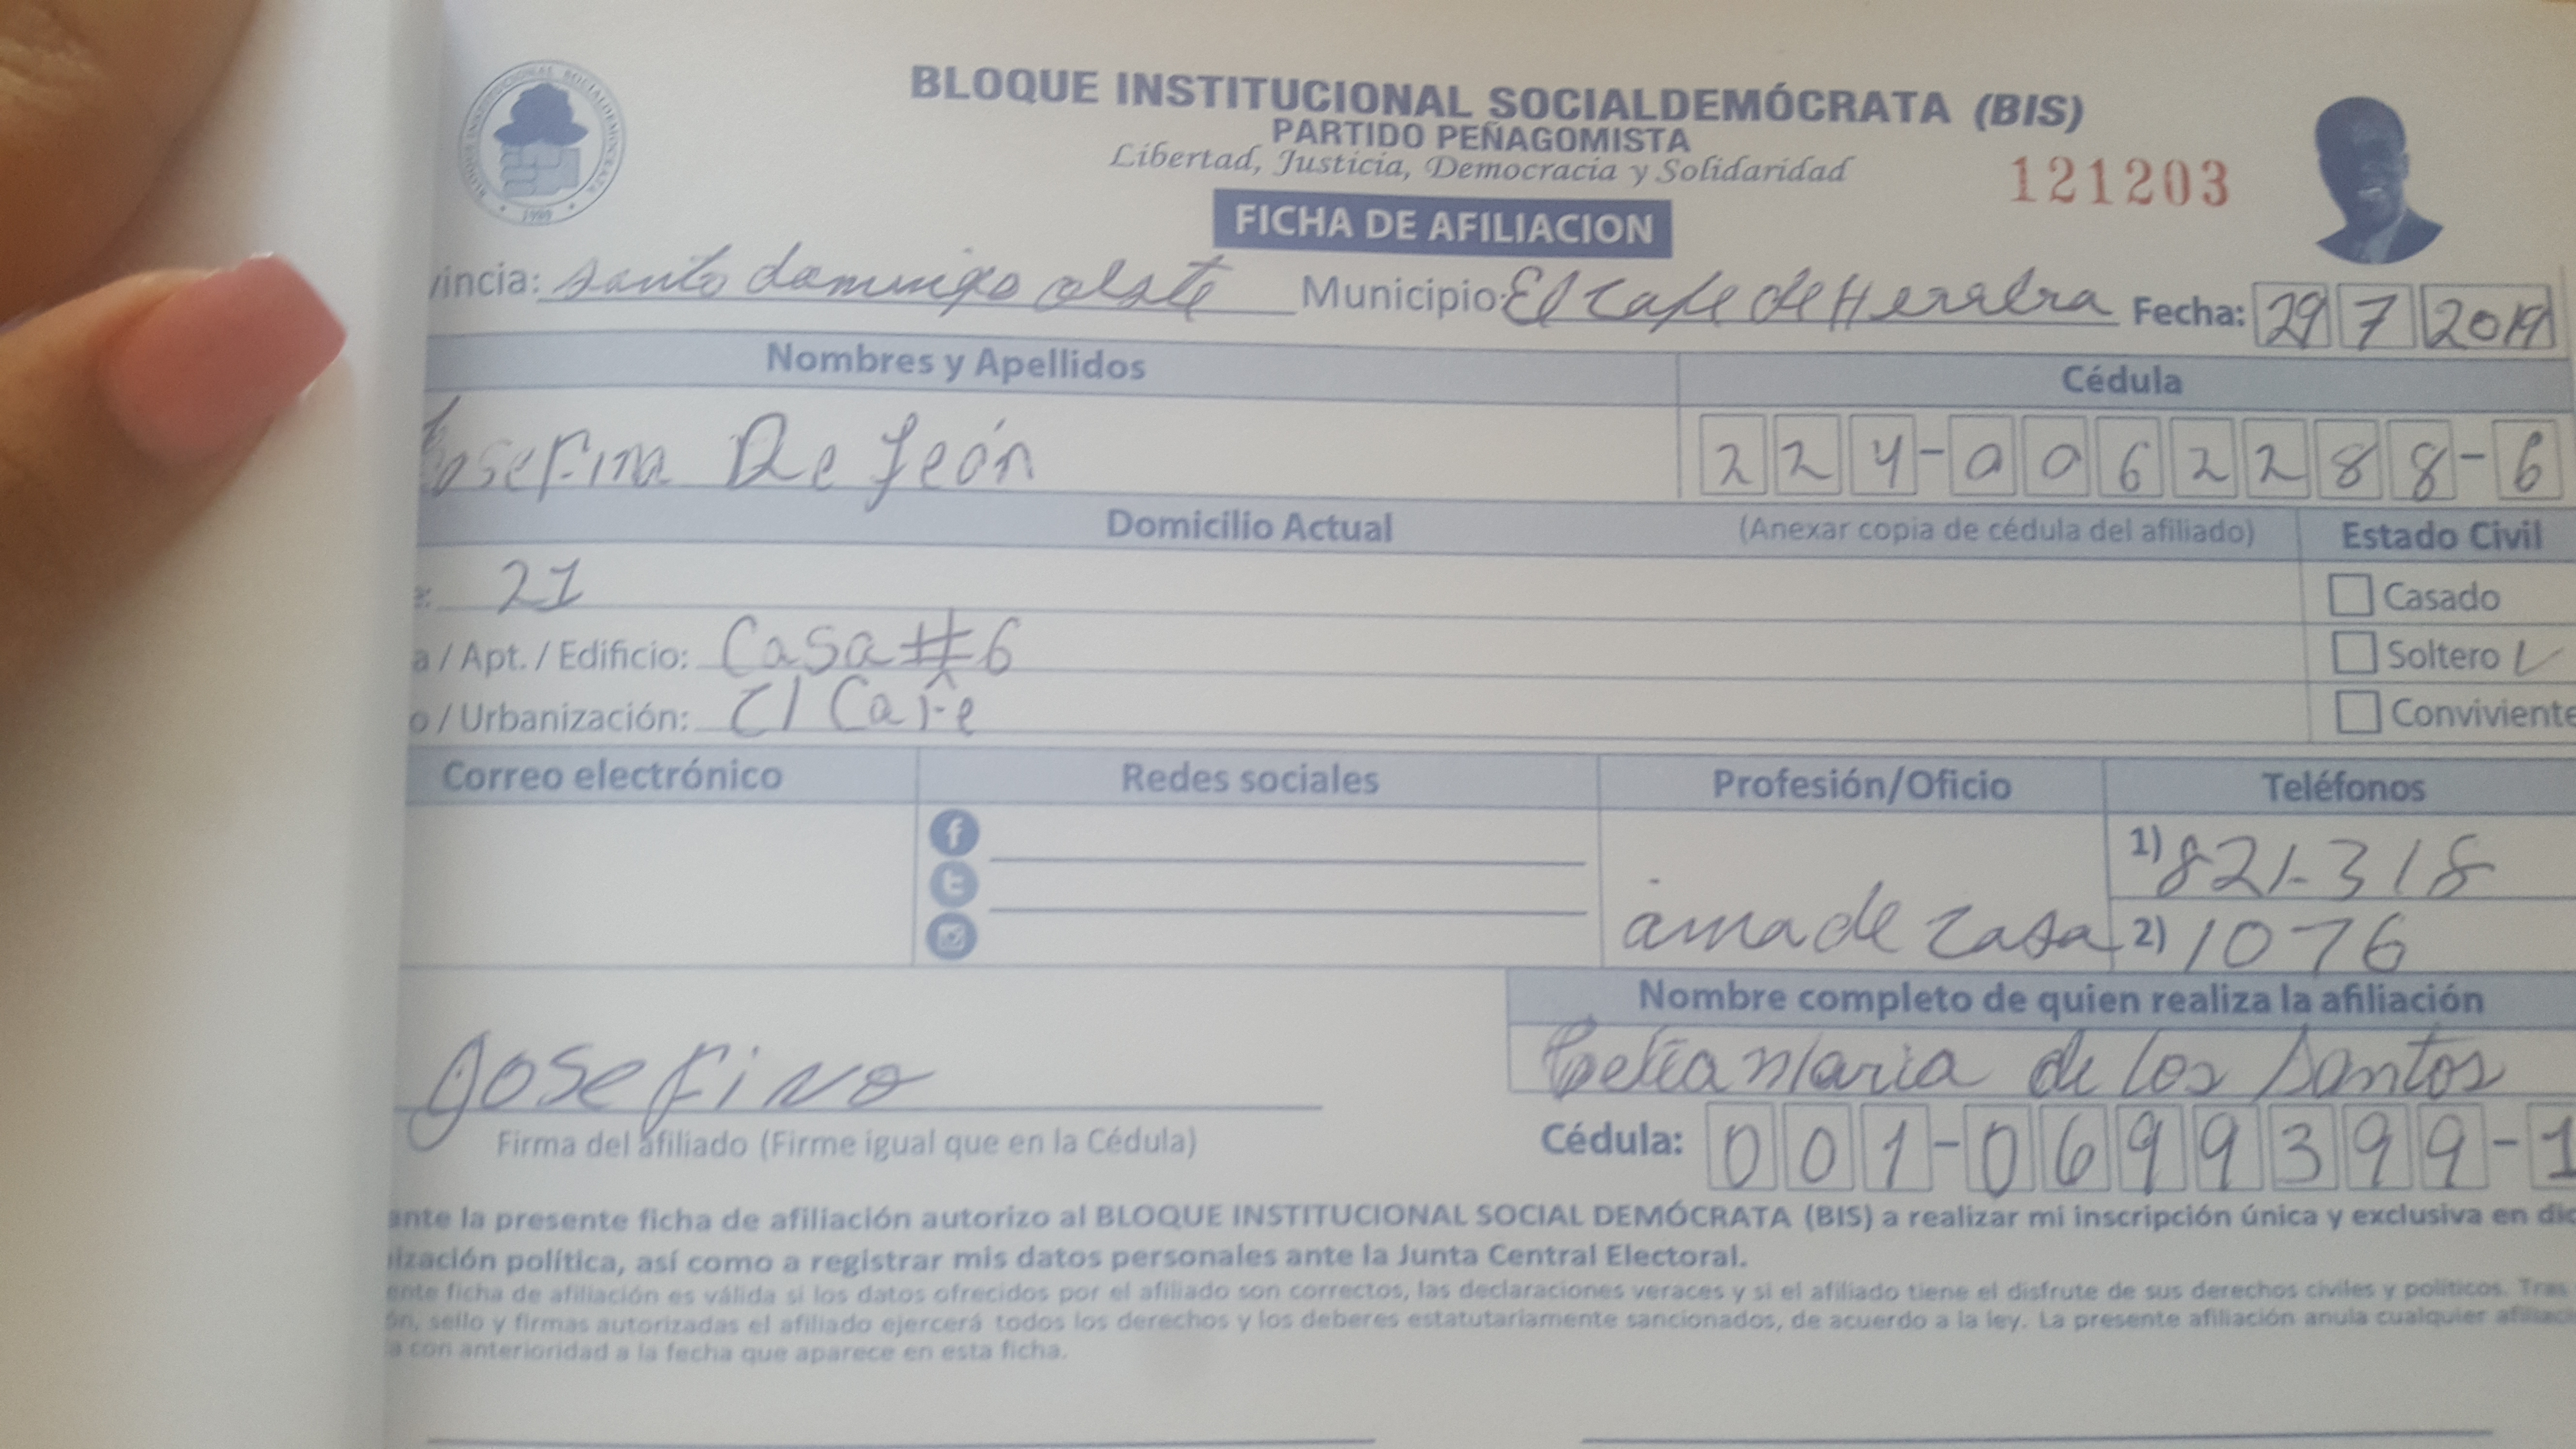 BLOQUE INSTITUCIONAL SOCIALDEMÓCRATA (BIS)
PARTIDO PEÑAGOMISTA
Libertad, Justicia, Democracia y Solidaridad
121203
FICHA DE AFILIACION
BLOQUE INSTITUCIONAL SOCIALDEMOCRATA
1989
vincia: santo domingo oeste Municipio: El Cafe de Herrera Fecha: 29 7 2019
Nombres y Apellidos Cédula
Josefina De León 224-0062288-6
Domicilio Actual (Anexar copia de cédula del afiliado) Estado Civil
: 21 Casado
a / Apt. / Edificio: Casa #6 Soltero
o / Urbanización: El Cafe Conviviente
Correo electrónico Redes sociales Profesión/Oficio Teléfonos
1) 821-318
ama de casa 2) 1076
Nombre completo de quien realiza la afiliación
Maria de los Santos
Josefina
Firma del afiliado (Firme igual que en la Cédula) Cédula: 001-0699399-1
ante la presente ficha de afiliación autorizo al BLOQUE INSTITUCIONAL SOCIAL DEMÓCRATA (BIS) a realizar mi inscripción única y exclusiva en dic
ización política, así como a registrar mis datos personales ante la Junta Central Electoral.
ente ficha de afiliación es válida si los datos ofrecidos por el afiliado son correctos, las declaraciones veraces y si el afiliado tiene el disfrute de sus derechos civiles y políticos. Tras
ón, sello y firmas autorizadas el afiliado ejercerá todos los derechos y los deberes estatutariamente sancionados, de acuerdo a la ley. La presente afiliación anula cualquier afiliac
a con anterioridad a la fecha que aparece en esta ficha.